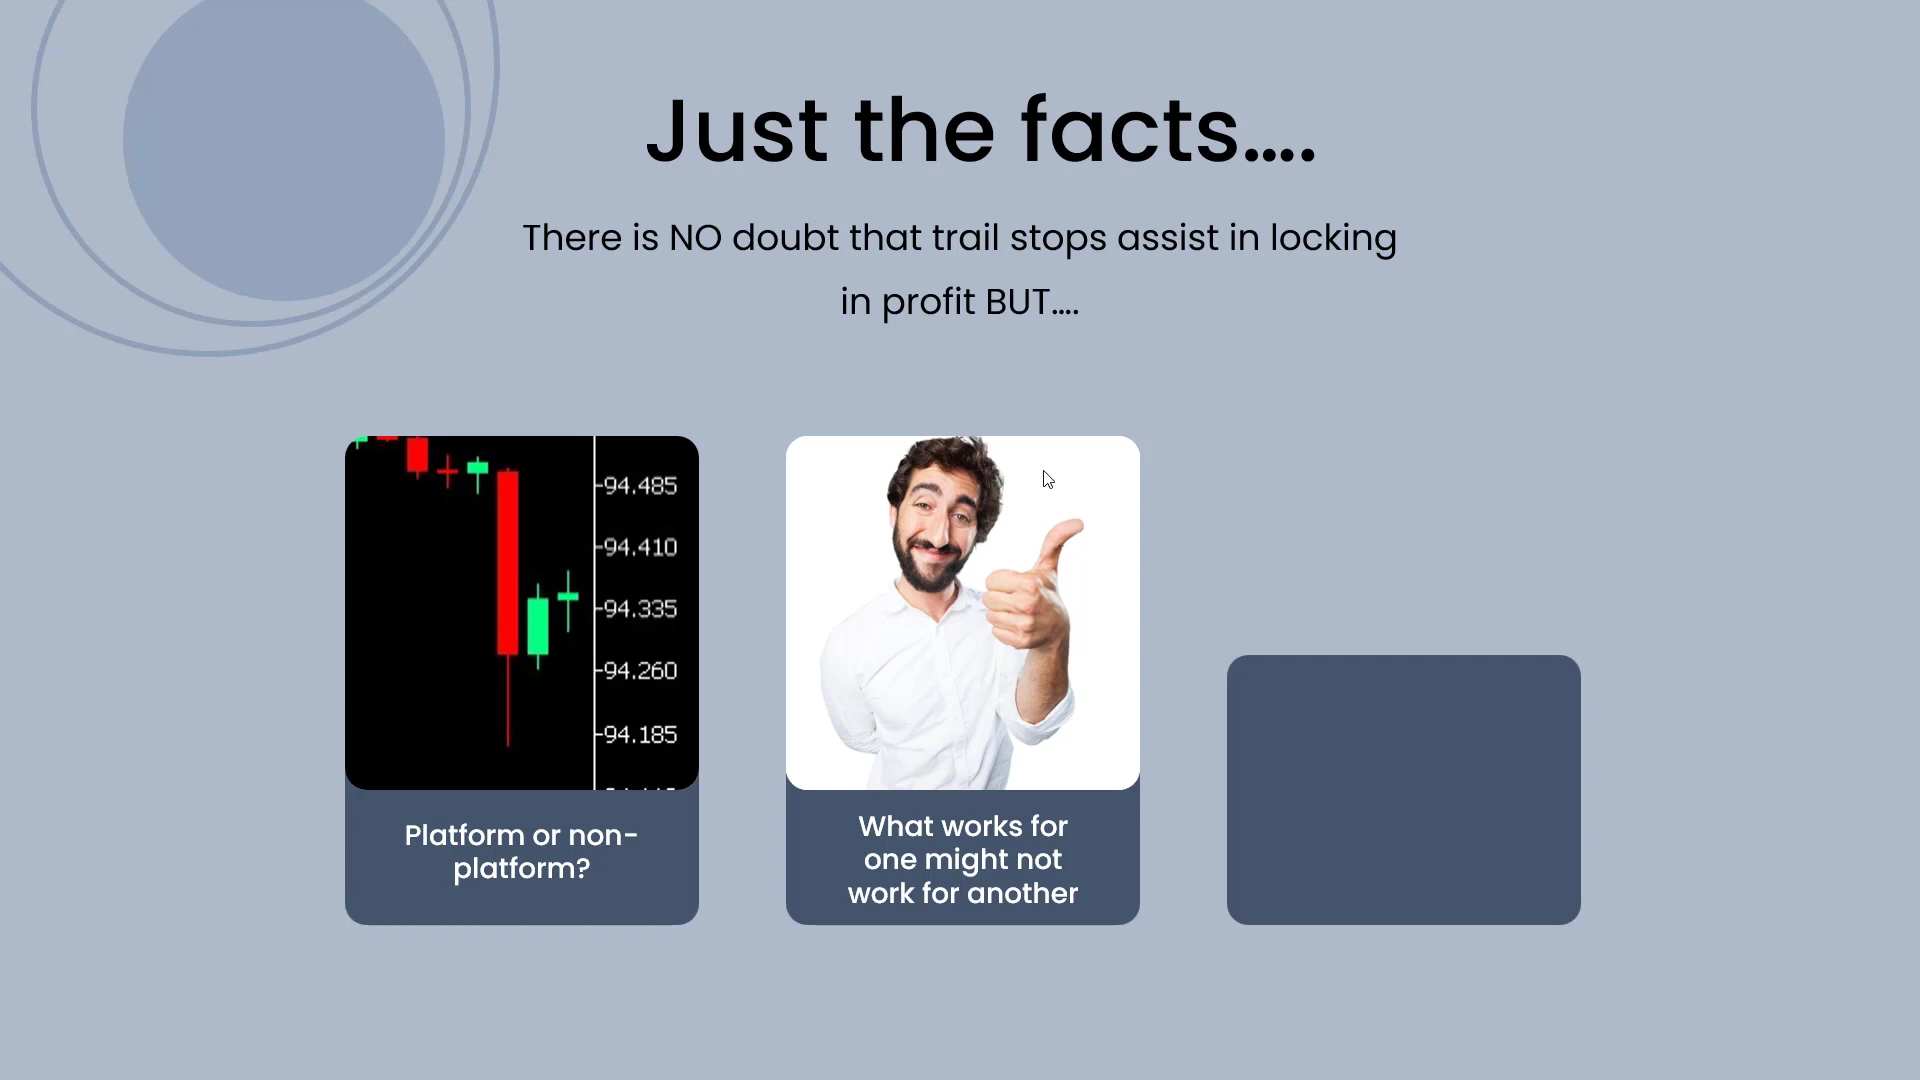 Just the facts....
There is NO doubt that trail stops assist in locking
in profit BUT....
94.485
94.410
94.335
94.260
94.185
Platform or non-
platform?
What works for
one might not
work for another